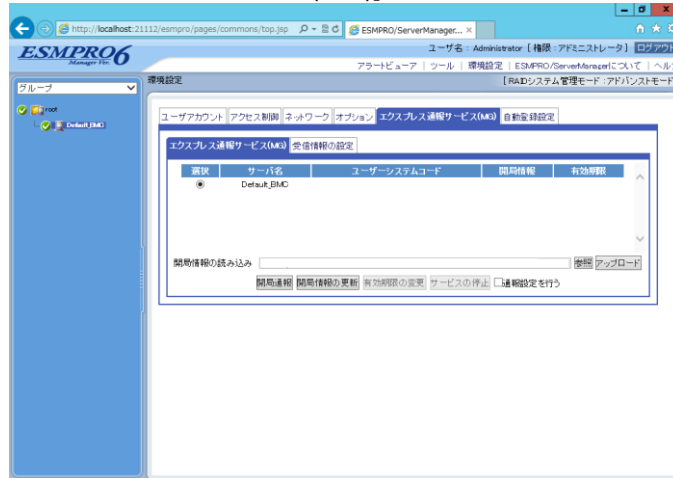 http://localhost:21112/esmpro/pages/commons/top.jsp
ESMPRO/ServerManager... ×
ESMPRO6
Manager Ver.
ユーザ名 : Administrator [ 権限 : アドミニストレータ ] ログアウト
アラートビューア | ツール | 環境設定 | ESMPRO/ServerManagerについて | ヘル
グループ
環境設定
[ RAIDシステム管理モード : アドバンストモード
root
Default_BMC
ユーザアカウント
アクセス制御
ネットワーク
オプション
エクスプレス通報サービス(MG)
自動登録設定
エクスプレス通報サービス(MG)
受信情報の設定
選択
サーバ名
ユーザーシステムコード
開局情報
有効期限
Default_BMC
開局情報の読み込み
参照
アップロード
開局通報
開局情報の更新
有効期限の変更
サービスの停止
通報設定を行う